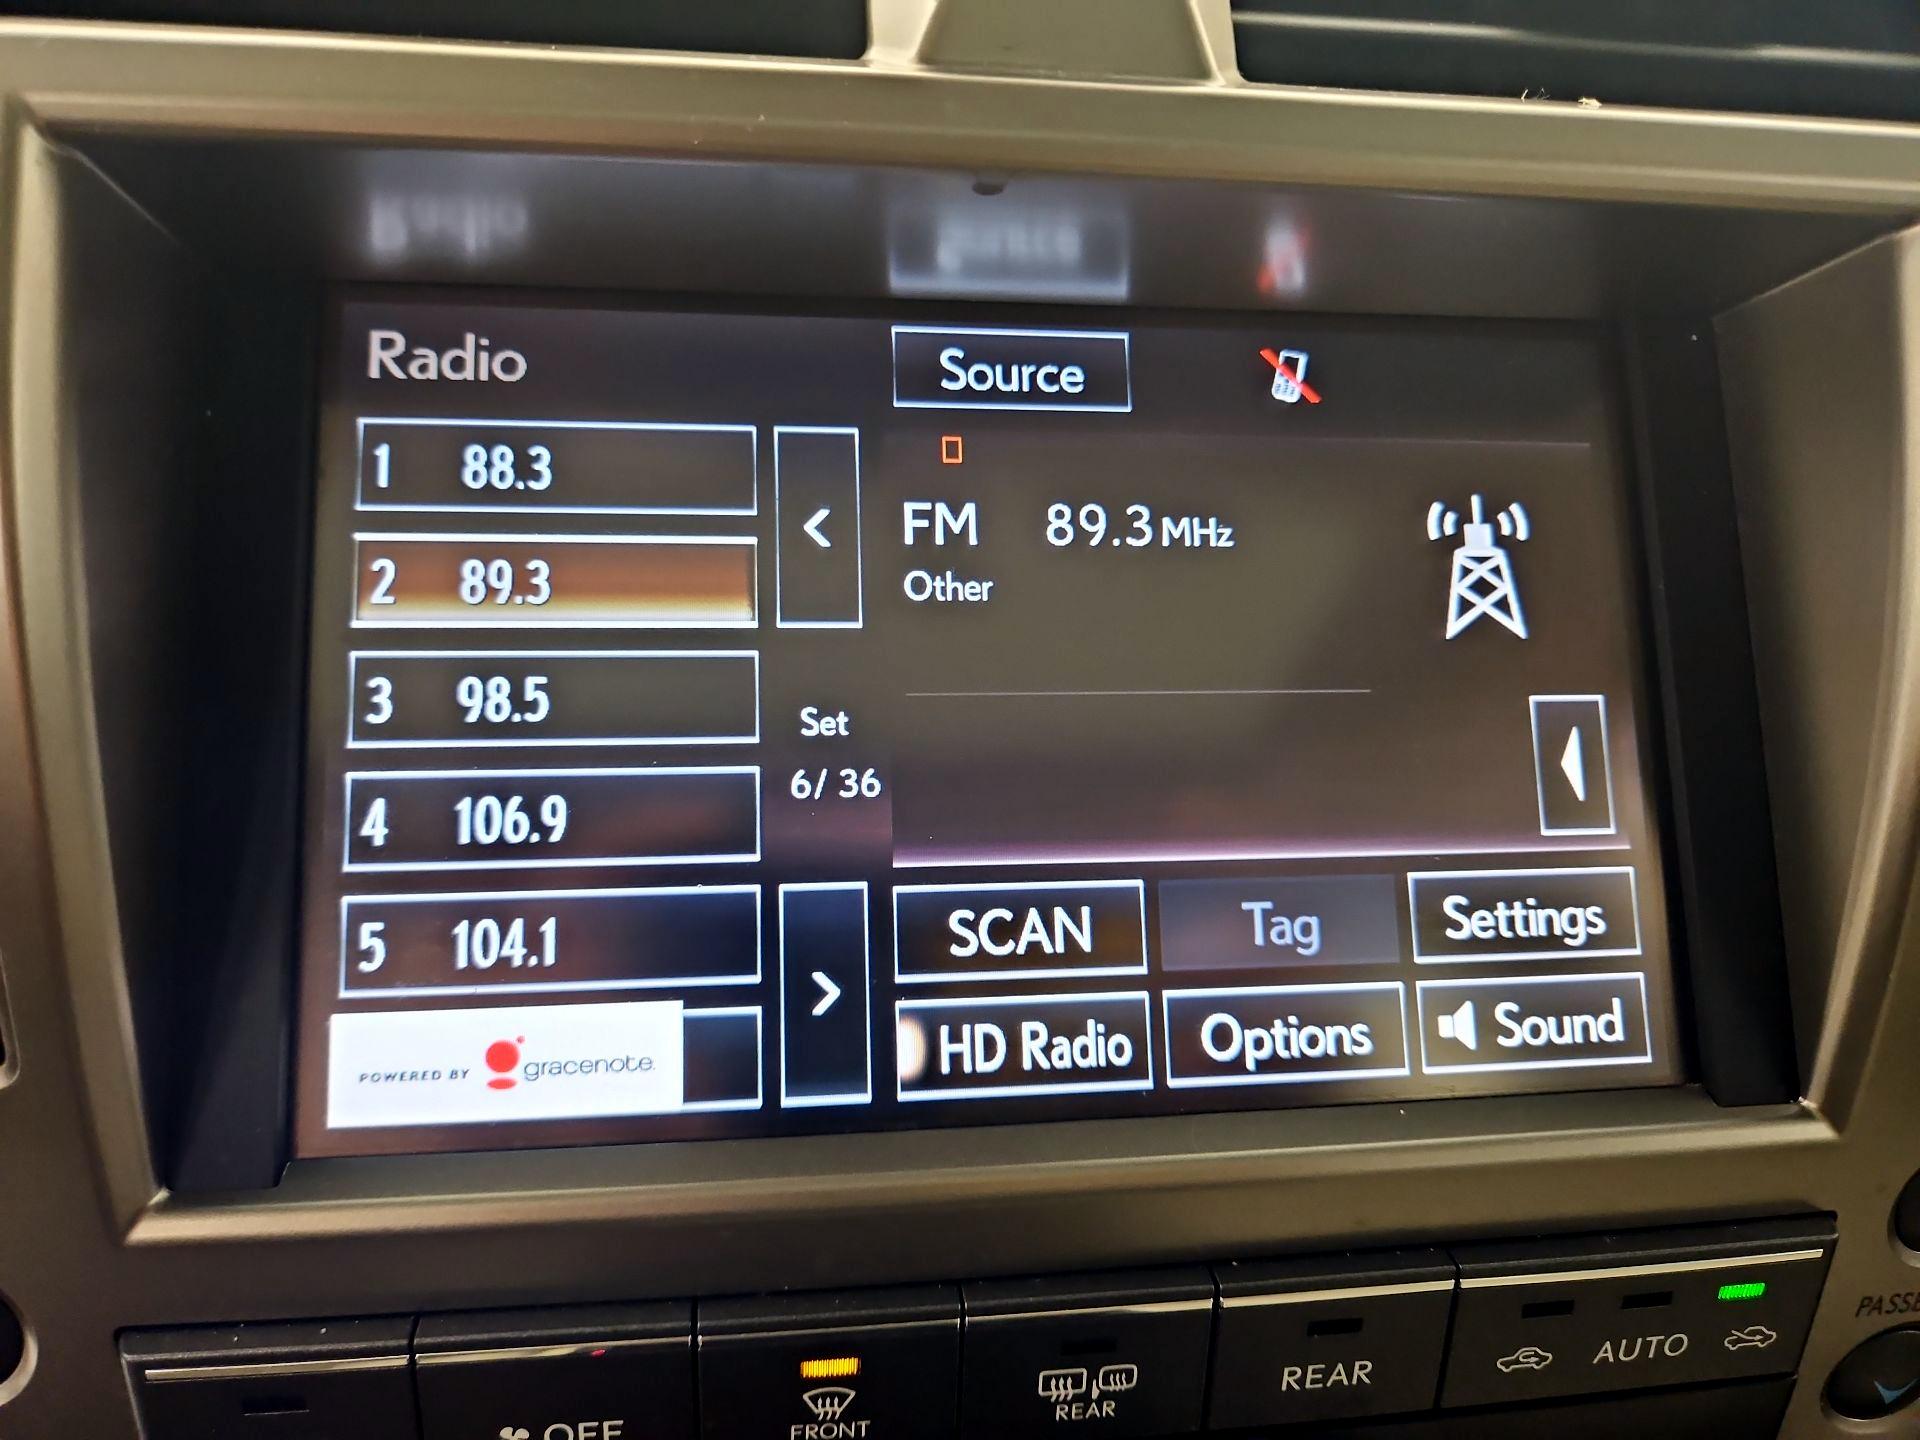 Radio
Source
1 88.3
2 89.3
3 98.5
4 106.9
5 104.1
<
Set
6/ 36
>
FM 89.3 MHz
Other
SCAN
Tag
Settings
HD Radio
Options
Sound
POWERED BY gracenote.
OFF
FRONT
REAR
REAR
AUTO
PASSE